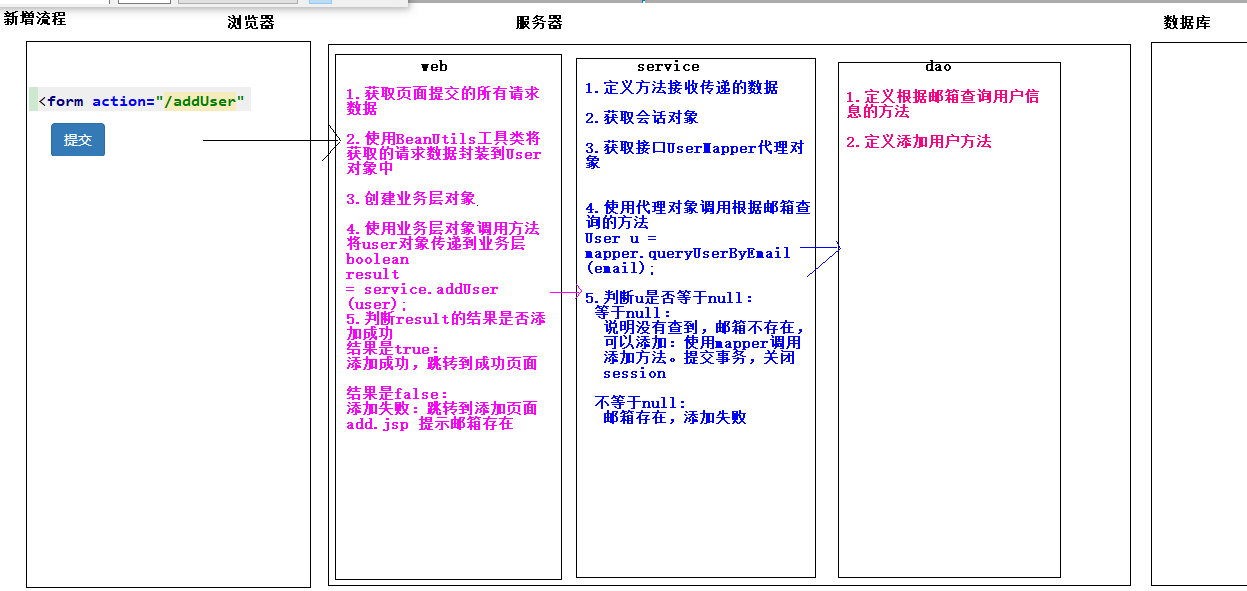 新增流程
浏览器
服务器
数据库
<form action="/addUser"
提交
web
1.获取页面提交的所有请求
数据
2.使用BeanUtils工具类将
获取的请求数据封装到User
对象中
3.创建业务层对象.
4.使用业务层对象调用方法
将user对象传递到业务层
boolean
result
= service.addUser
(user);
5.判断result的结果是否添
加成功
结果是true:
添加成功，跳转到成功页面
结果是false:
添加失败：跳转到添加页面
add.jsp 提示邮箱存在
service
1.定义方法接收传递的数据
2.获取会话对象
3.获取接口UserMapper代理对
象
4.使用代理对象调用根据邮箱查
询的方法
User u =
mapper.queryUserByEmail
(email);
5.判断u是否等于null:
等于null:
说明没有查到，邮箱不存在，
可以添加：使用mapper调用
添加方法。提交事务，关闭
session
不等于null:
邮箱存在，添加失败
dao
1.定义根据邮箱查询用户信
息的方法
2.定义添加用户方法